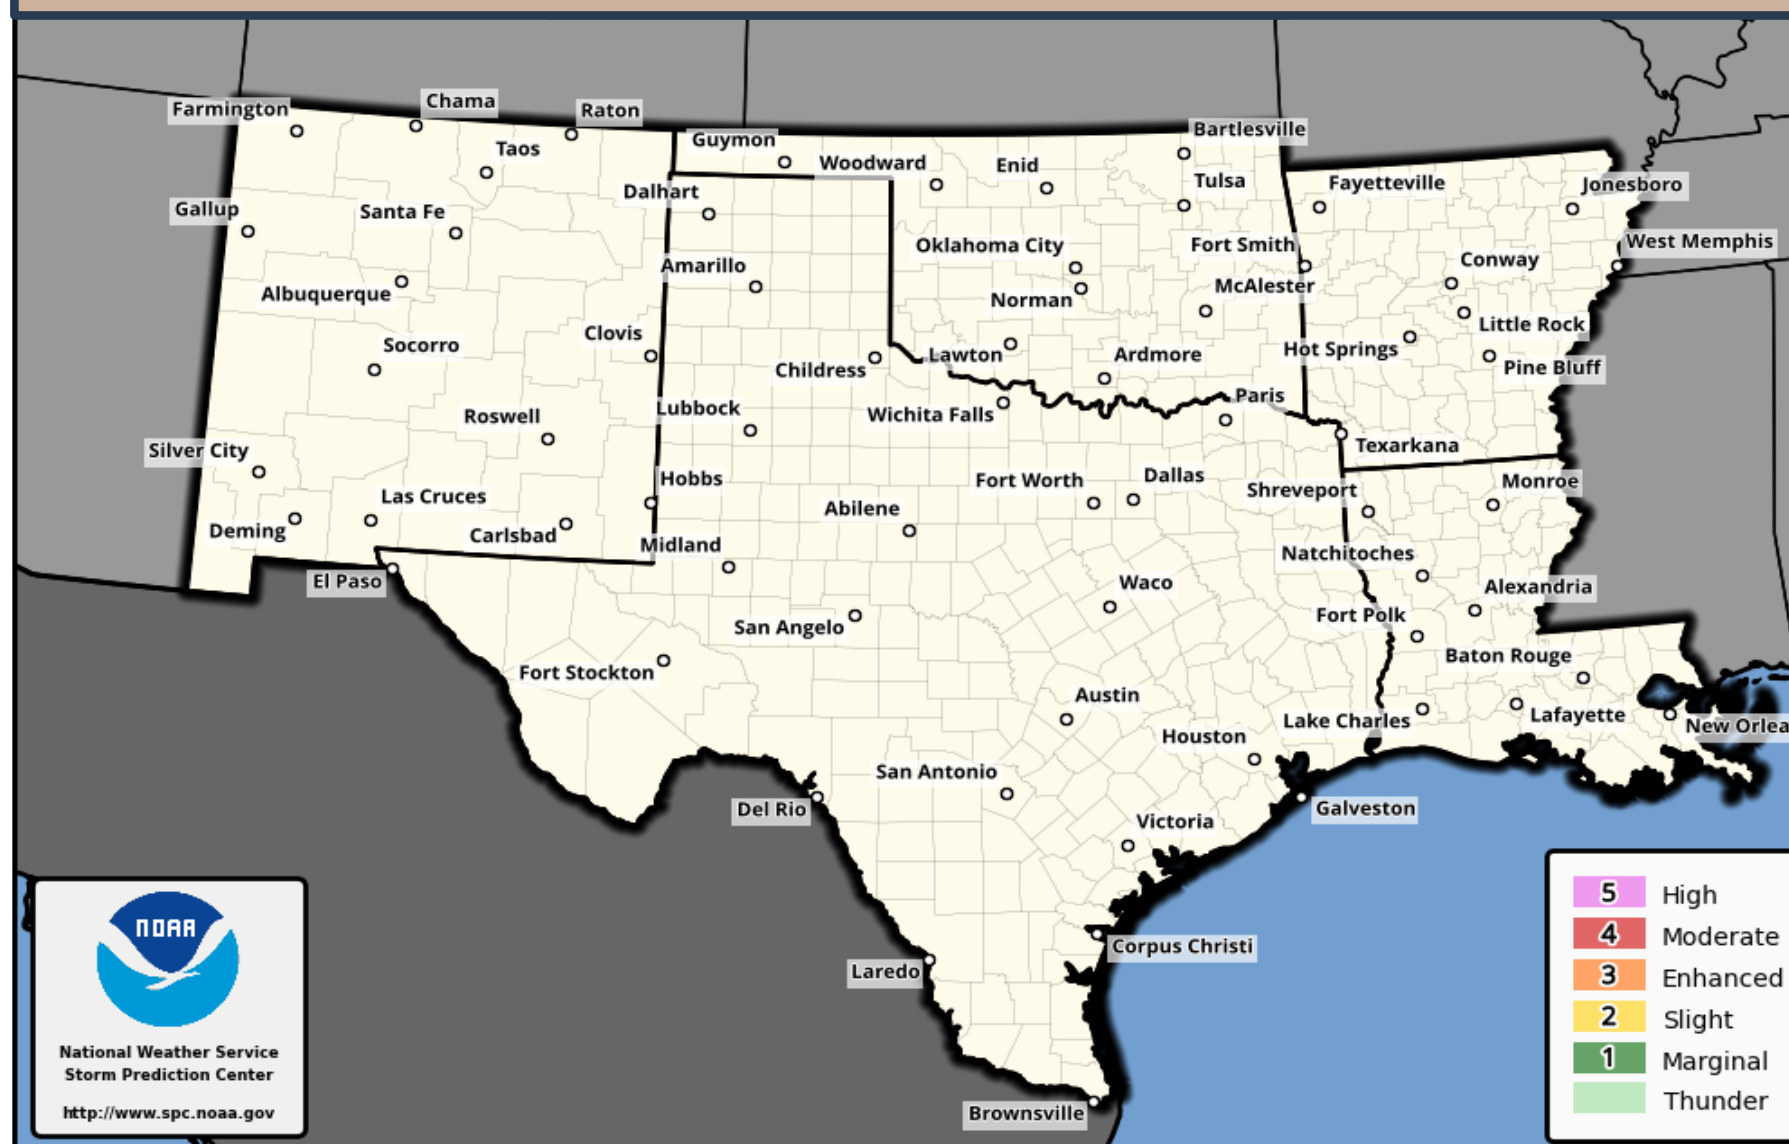 Farmington
Chama
Raton
Taos
Guymon
Woodward
Enid
Bartlesville
Tulsa
Fayetteville
Jonesboro
Gallup
Santa Fe
Dalhart
Oklahoma City
Fort Smith
West Memphis
Conway
Albuquerque
Amarillo
Norman
McAlester
Little Rock
Socorro
Clovis
Childress
Lawton
Ardmore
Hot Springs
Pine Bluff
Roswell
Lubbock
Wichita Falls
Paris
Texarkana
Silver City
Las Cruces
Hobbs
Fort Worth
Dallas
Shreveport
Monroe
Deming
Carlsbad
Midland
Abilene
Natchitoches
El Paso
Waco
Alexandria
San Angelo
Fort Polk
Fort Stockton
Baton Rouge
Austin
Lake Charles
Lafayette
New Orlea
Houston
San Antonio
Del Rio
Galveston
Victoria
Corpus Christi
Laredo
Brownsville
NOAA
National Weather Service
Storm Prediction Center
http://www.spc.noaa.gov
5 High
4 Moderate
3 Enhanced
2 Slight
1 Marginal
Thunder